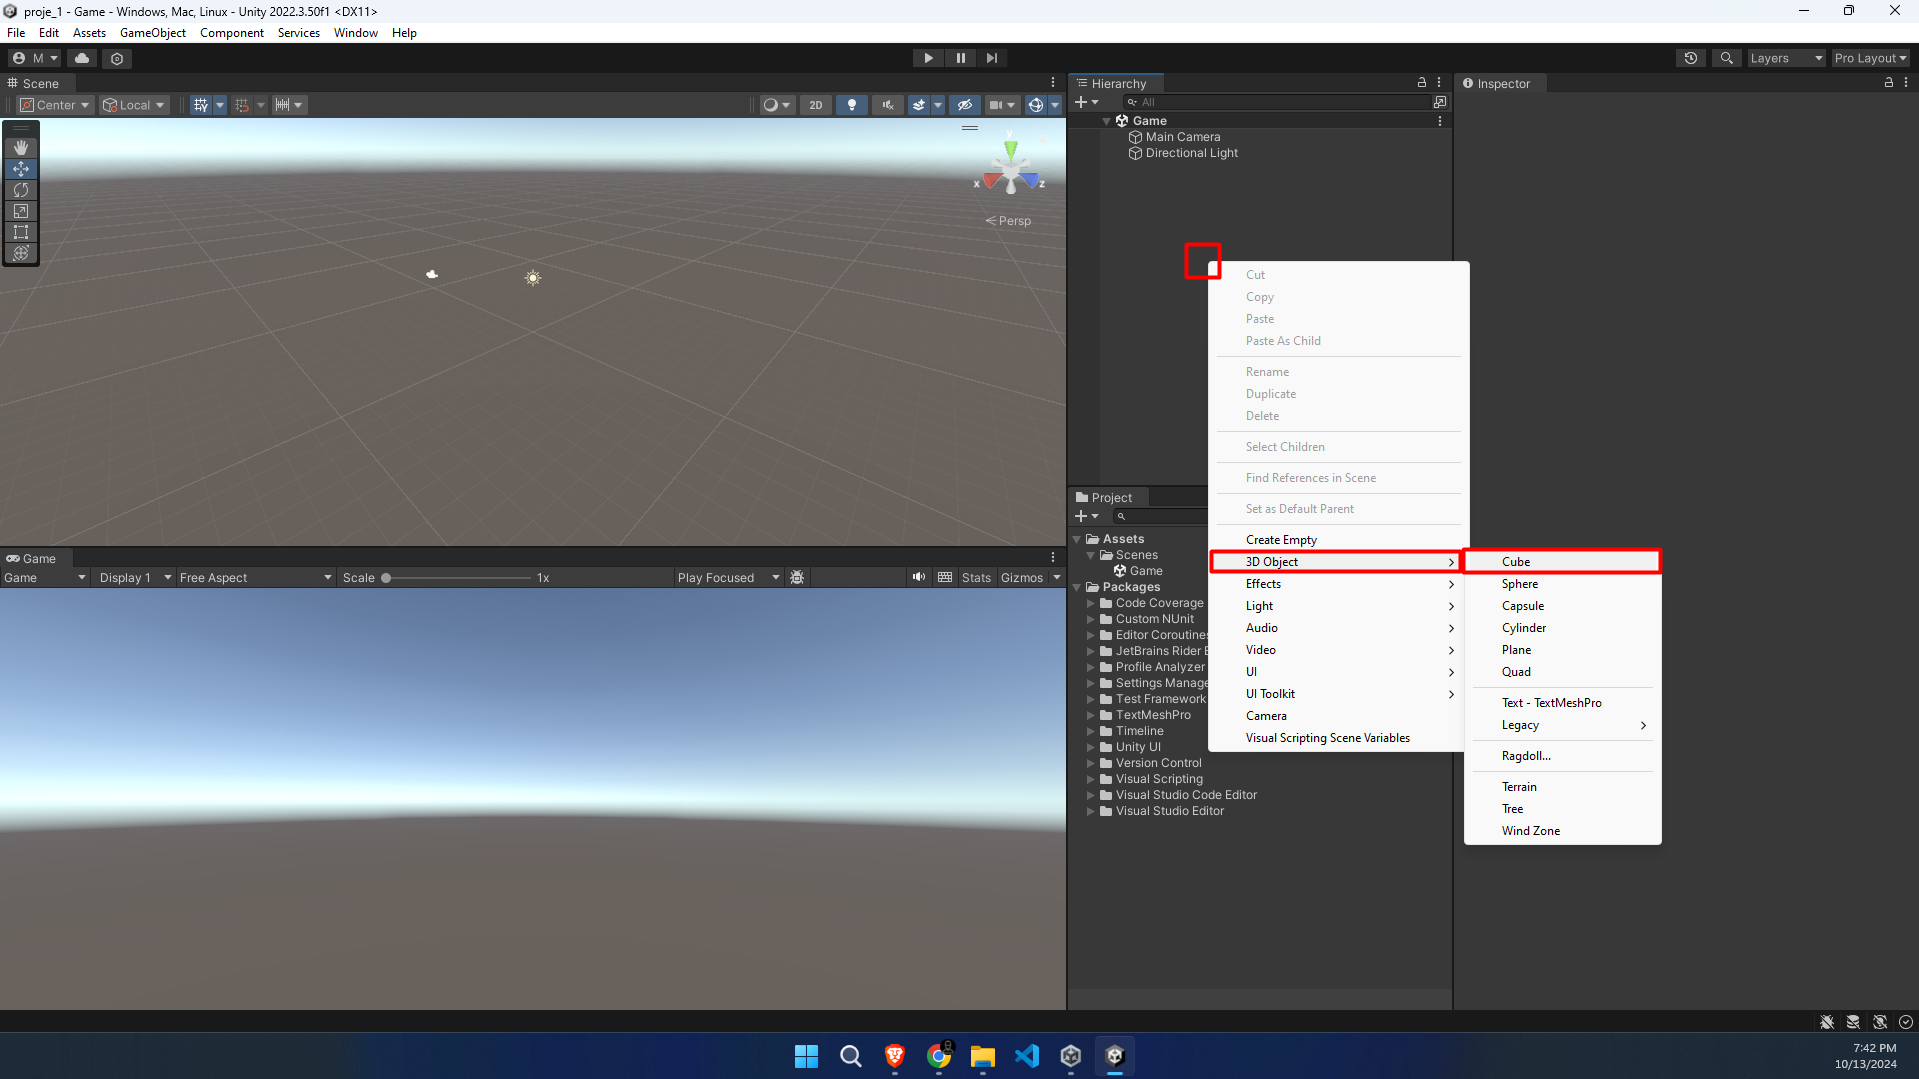 proje_1 - Game - Windows, Mac, Linux - Unity 2022.3.50f1 <DX11>
File Edit Assets GameObject Component Services Window Help
M Layers Pro Layout
Scene
Center Local 2D
y
x z
Persp
Hierarchy
All
Game
Main Camera
Directional Light
Inspector
Cut
Copy
Paste
Paste As Child
Rename
Duplicate
Delete
Select Children
Find References in Scene
Set as Default Parent
Create Empty
3D Object
Effects
Light
Audio
Video
UI
UI Toolkit
Camera
Visual Scripting Scene Variables
Cube
Sphere
Capsule
Cylinder
Plane
Quad
Text - TextMeshPro
Legacy
Ragdoll...
Terrain
Tree
Wind Zone
Project
Assets
Scenes
Game
Packages
Code Coverage
Custom NUnit
Editor Coroutines
JetBrains Rider E
Profile Analyzer
Settings Manage
Test Framework
TextMeshPro
Timeline
Unity UI
Version Control
Visual Scripting
Visual Studio Code Editor
Visual Studio Editor
Game
Game Display 1 Free Aspect Scale 1x Play Focused Stats Gizmos
7:42 PM
10/13/2024